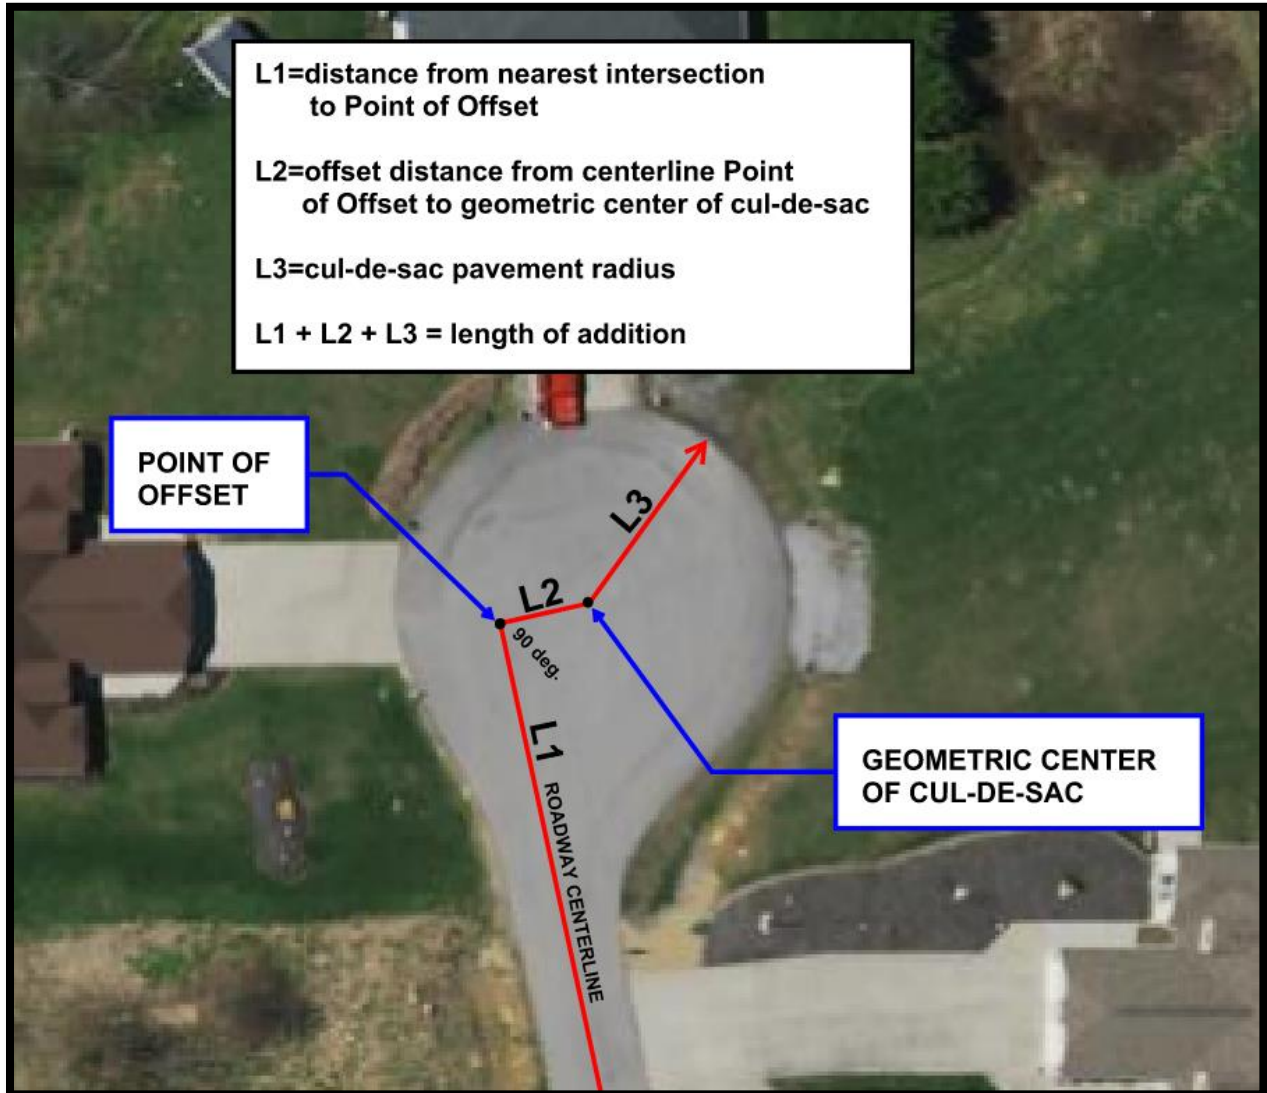 L1=distance from nearest intersection
to Point of Offset
L2=offset distance from centerline Point
of Offset to geometric center of cul-de-sac
L3=cul-de-sac pavement radius
L1 + L2 + L3 = length of addition
POINT OF
OFFSET
L3
L2
90 deg.
L1
ROADWAY CENTERLINE
GEOMETRIC CENTER
OF CUL-DE-SAC